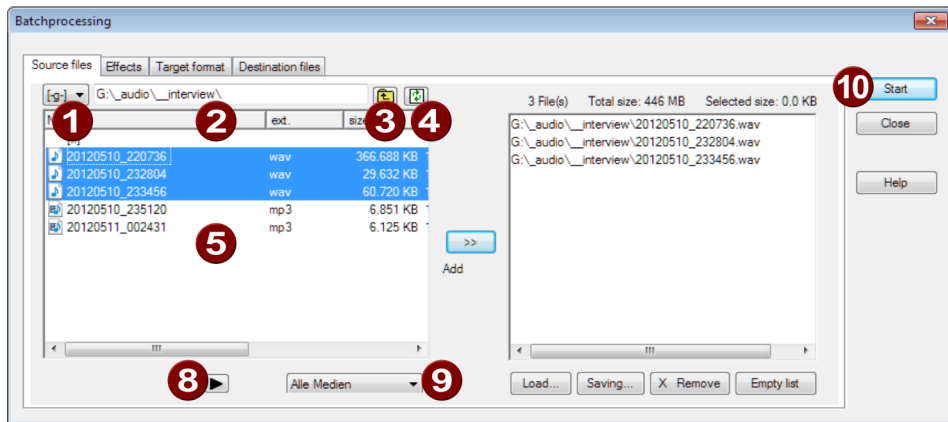 Batchprocessing
Source files Effects Target format Destination files
[-g-] G:\_audio\__interview\
1 2 3 4
ext. size
[..]
20120510_220736 wav 366.688 KB
20120510_232804 wav 29.632 KB
20120510_233456 wav 60.720 KB
20120510_235120 mp3 6.851 KB
20120511_002431 mp3 6.125 KB
5
>>
Add
8
Alle Medien
9
3 File(s) Total size: 446 MB Selected size: 0.0 KB
G:\_audio\__interview\20120510_220736.wav
G:\_audio\__interview\20120510_232804.wav
G:\_audio\__interview\20120510_233456.wav
Load... Saving... X Remove Empty list
10
Start
Close
Help